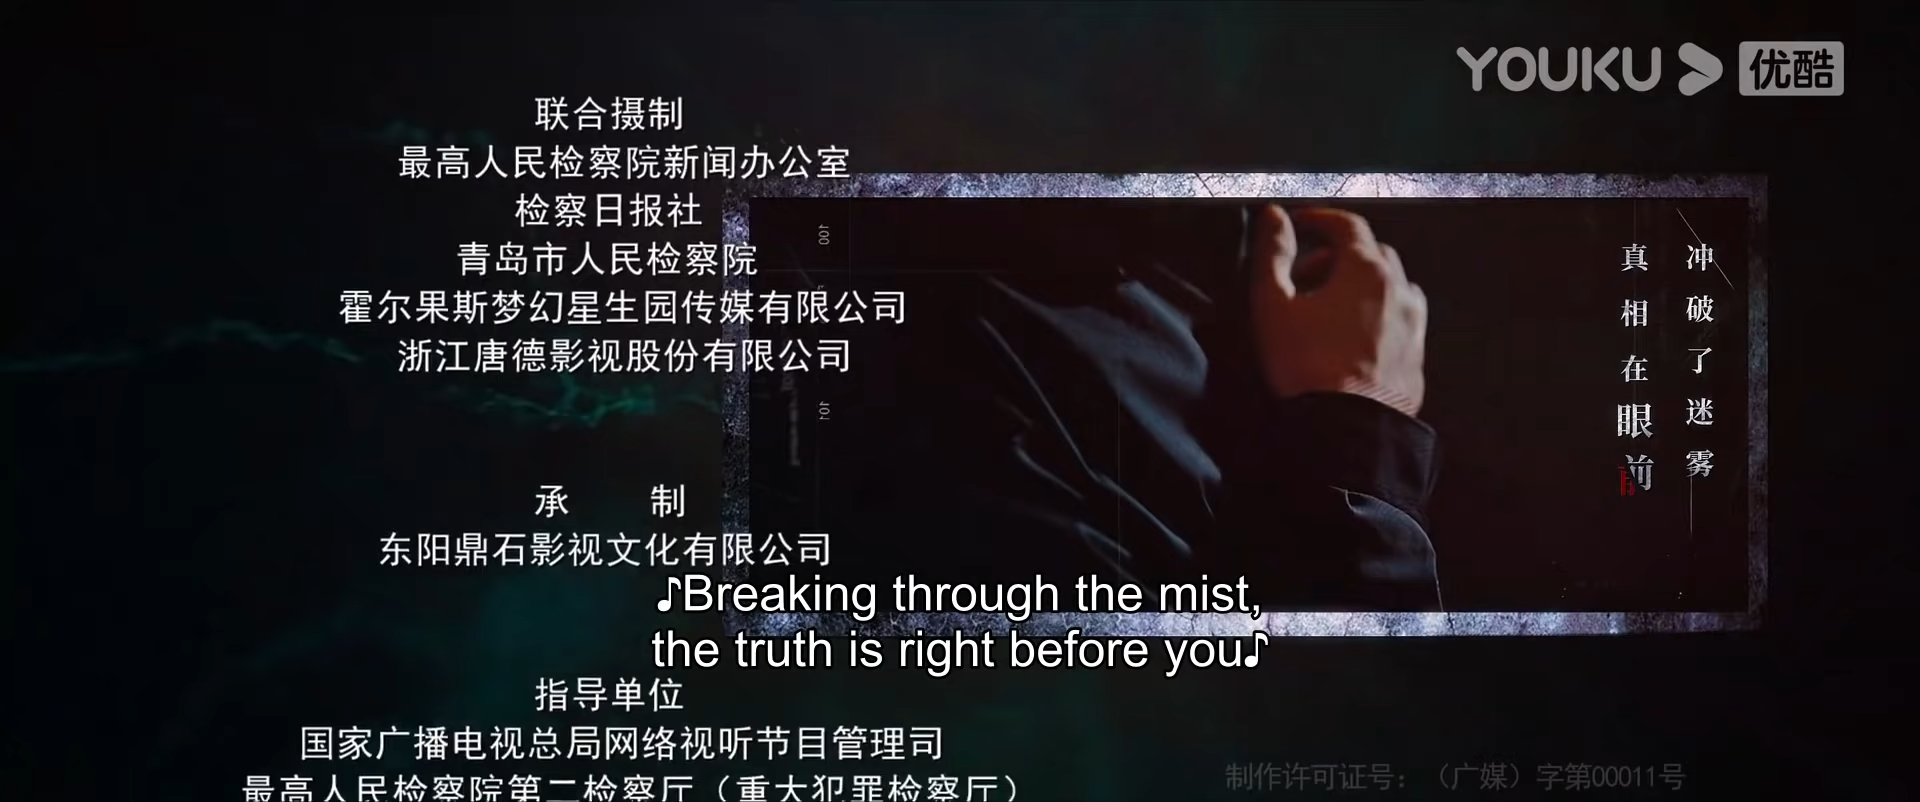 YOUKU 优酷
联合摄制
最高人民检察院新闻办公室
检察日报社
青岛市人民检察院
霍尔果斯梦幻星生园传媒有限公司
浙江唐德影视股份有限公司
承 制
东阳鼎石影视文化有限公司
指导单位
国家广播电视总局网络视听节目管理司
最高人民检察院第二检察厅（重大犯罪检察厅）
冲破了迷雾
真相在眼前
♪Breaking through the mist,
the truth is right before you♪
制作许可证号：（广媒）字第00011号
100
101